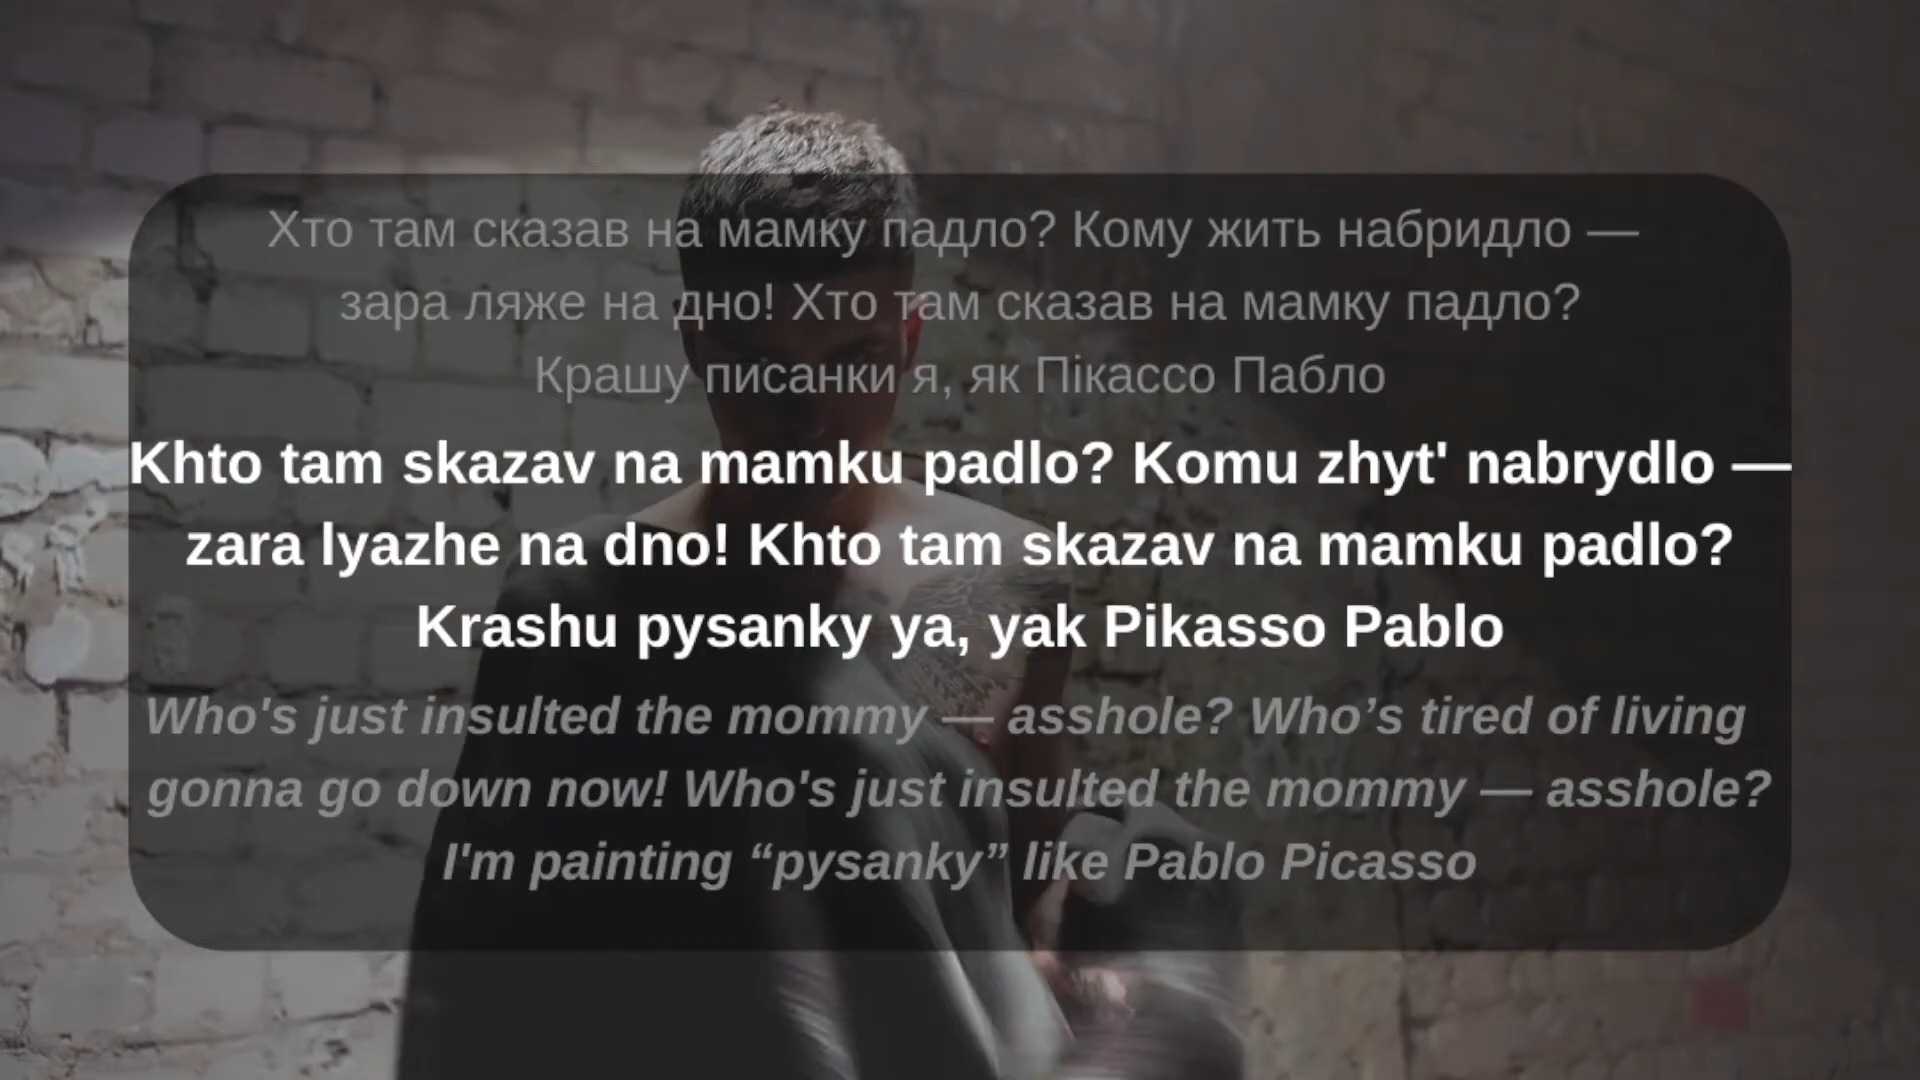 Хто там сказав на мамку падло? Кому жить набридло —
зара ляже на дно! Хто там сказав на мамку падло?
Крашу писанки я, як Пікассо Пабло
Khto tam skazav na mamku padlo? Komu zhyt' nabrydlo —
zara lyazhe na dno! Khto tam skazav na mamku padlo?
Krashu pysanky ya, yak Pikasso Pablo
Who's just insulted the mommy — asshole? Who’s tired of living
gonna go down now! Who's just insulted the mommy — asshole?
I'm painting “pysanky” like Pablo Picasso